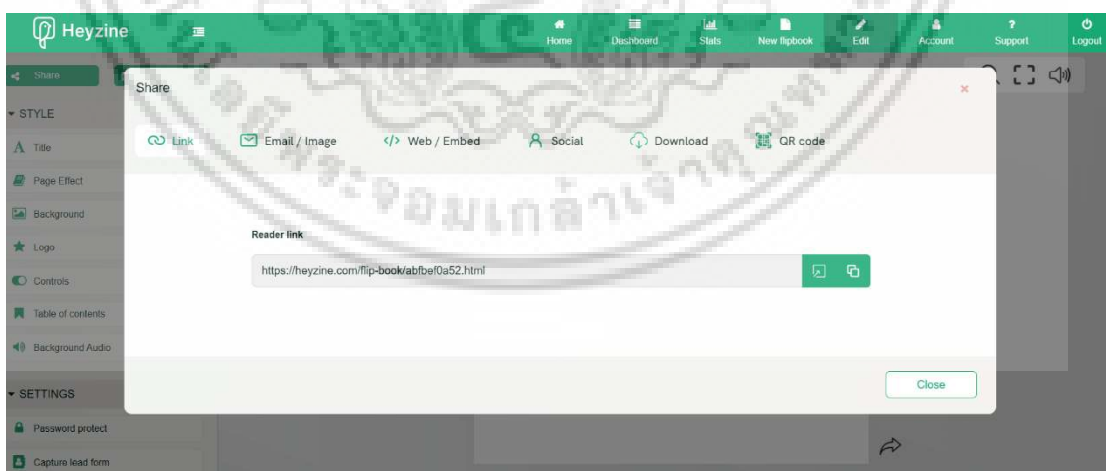 Heyzine
Home
Dashboard
Stats
New flipbook
Edit
Account
Support
Logout
Share
STYLE
Title
Page Effect
Background
Logo
Controls
Table of contents
Background Audio
SETTINGS
Password protect
Capture lead form
Share
Link
Email / Image
Web / Embed
Social
Download
QR code
Reader link
https://heyzine.com/flip-book/abfbef0a52.html
Close